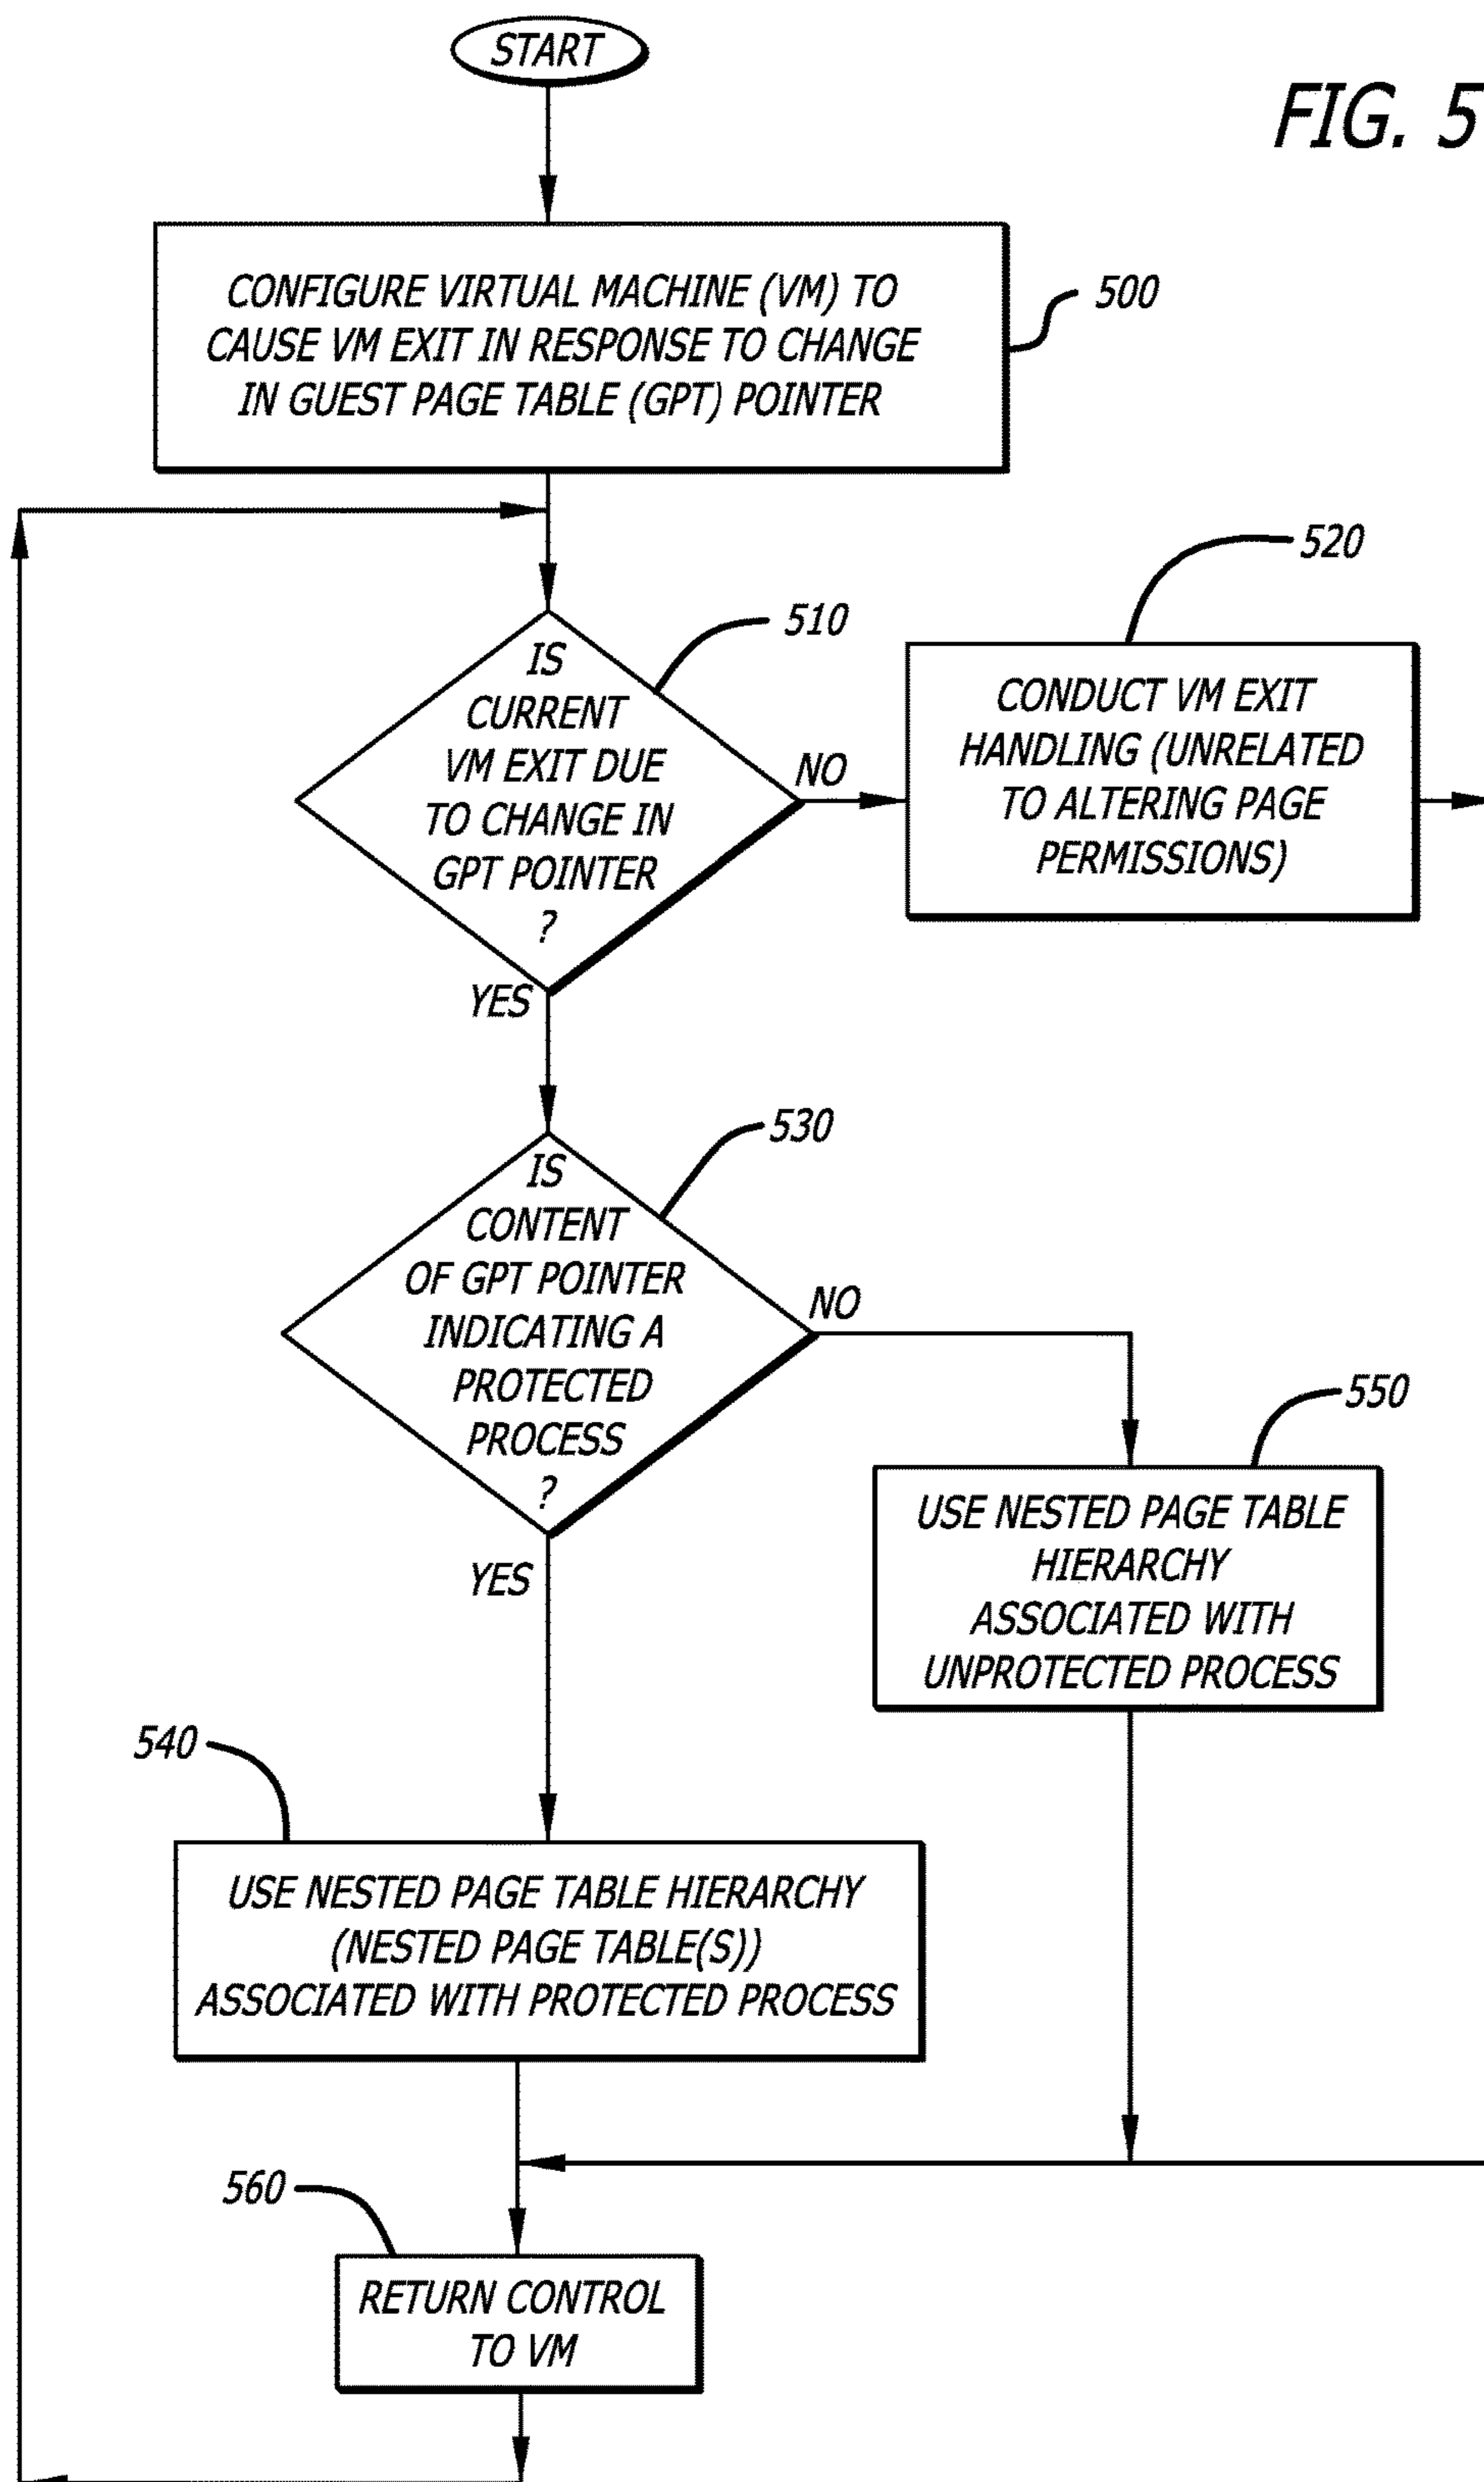 START
FIG. 5
CONFIGURE VIRTUAL MACHINE (VM) TO
CAUSE VM EXIT IN RESPONSE TO CHANGE
IN GUEST PAGE TABLE (GPT) POINTER
500
510
IS
CURRENT
VM EXIT DUE
TO CHANGE IN
GPT POINTER
?
NO
YES
520
CONDUCT VM EXIT
HANDLING (UNRELATED
TO ALTERING PAGE
PERMISSIONS)
530
IS
CONTENT
OF GPT POINTER
INDICATING A
PROTECTED
PROCESS
?
NO
YES
550
USE NESTED PAGE TABLE
HIERARCHY
ASSOCIATED WITH
UNPROTECTED PROCESS
540
USE NESTED PAGE TABLE HIERARCHY
(NESTED PAGE TABLE(S))
ASSOCIATED WITH PROTECTED PROCESS
560
RETURN CONTROL
TO VM